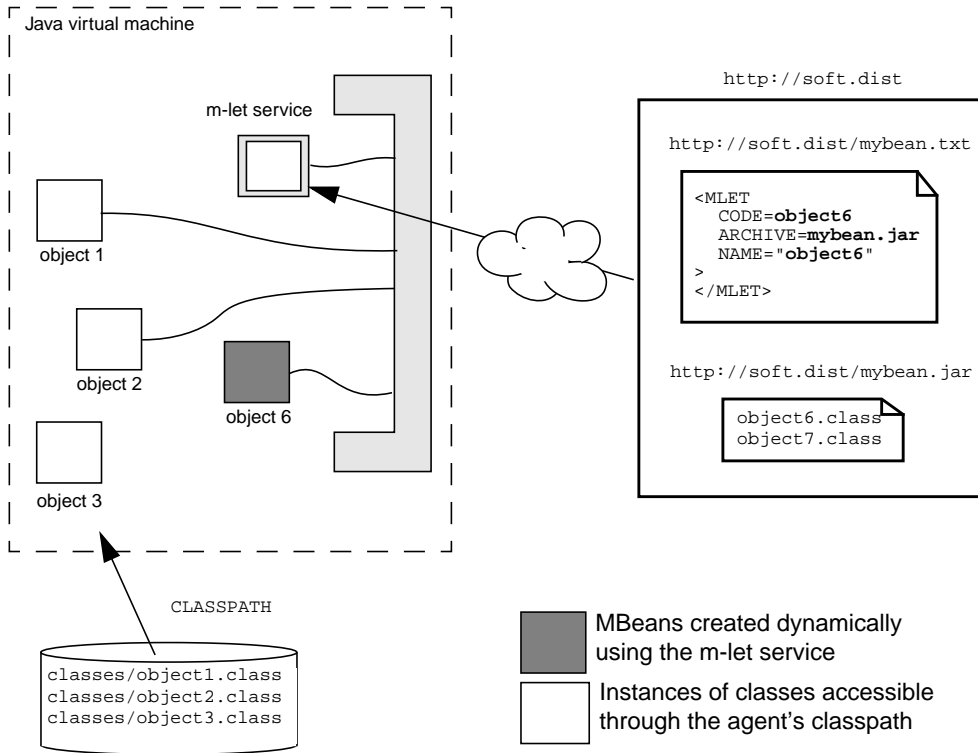 Java virtual machine
m-let service
object 1
object 2
object 6
object 3
CLASSPATH
classes/object1.class
classes/object2.class
classes/object3.class
http://soft.dist
http://soft.dist/mybean.txt
<MLET
CODE=object6
ARCHIVE=mybean.jar
NAME="object6"
>
</MLET>
http://soft.dist/mybean.jar
object6.class
object7.class
MBeans created dynamically
using the m-let service
Instances of classes accessible
through the agent's classpath